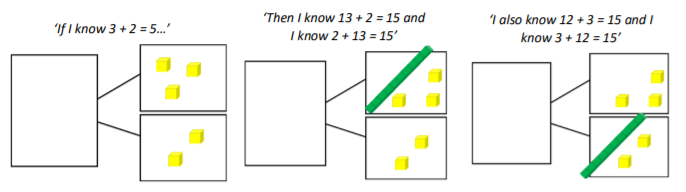 ‘If I know 3 + 2 = 5…’
‘Then I know 13 + 2 = 15 and
I know 2 + 13 = 15’
‘I also know 12 + 3 = 15 and I
know 3 + 12 = 15’